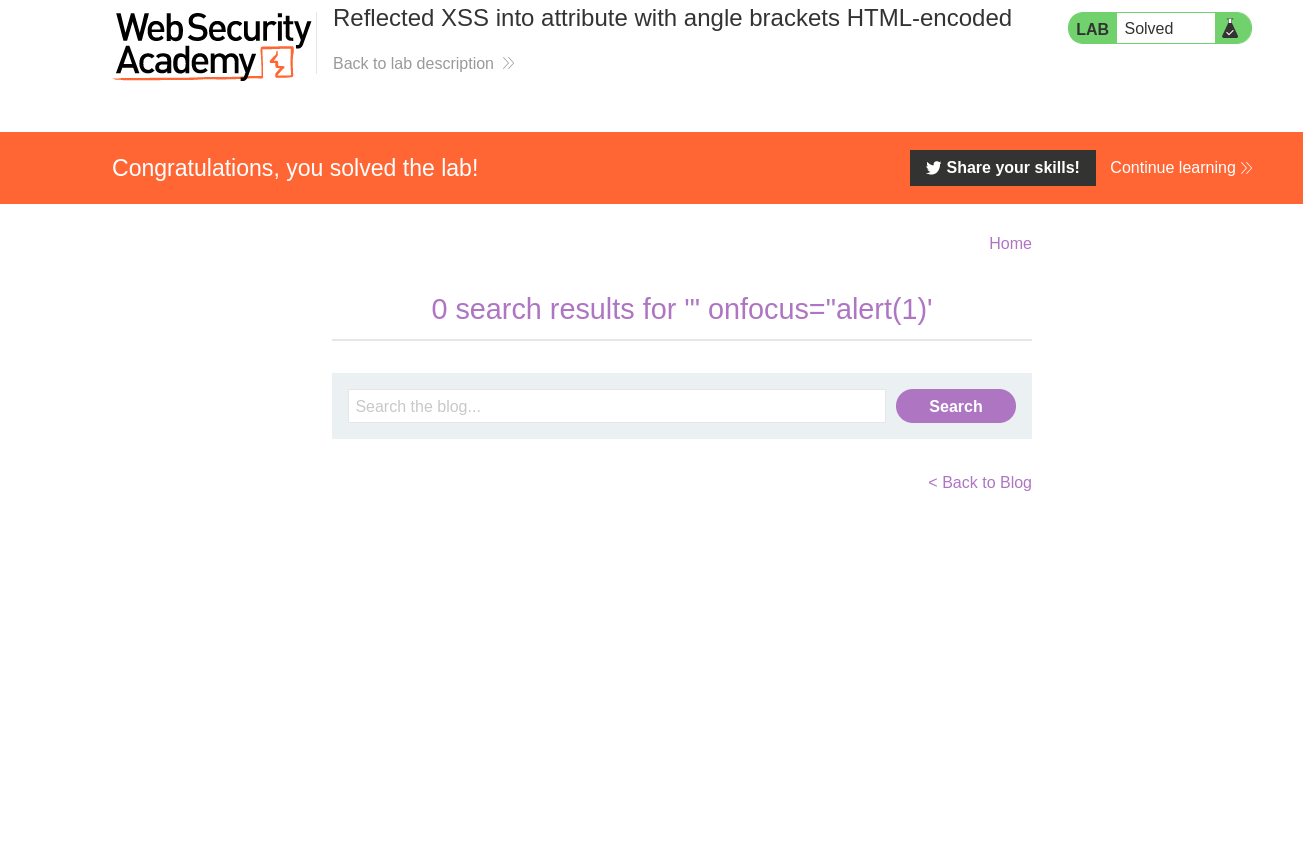 Web Security
Academy
Reflected XSS into attribute with angle brackets HTML-encoded
Back to lab description
LAB Solved
Congratulations, you solved the lab!
Share your skills!
Continue learning
Home
0 search results for '" onfocus="alert(1)'
Search the blog...
Search
< Back to Blog